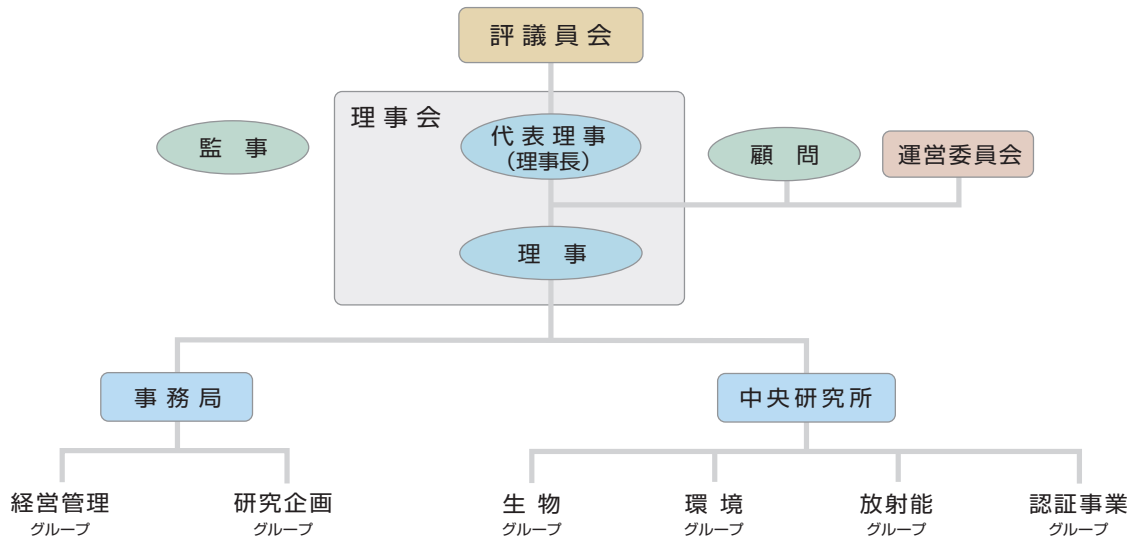 評議員会
理事会
監事
代表理事
（理事長）
顧問
運営委員会
理事
事務局
中央研究所
経営管理
グループ
研究企画
グループ
生物
グループ
環境
グループ
放射能
グループ
認証事業
グループ